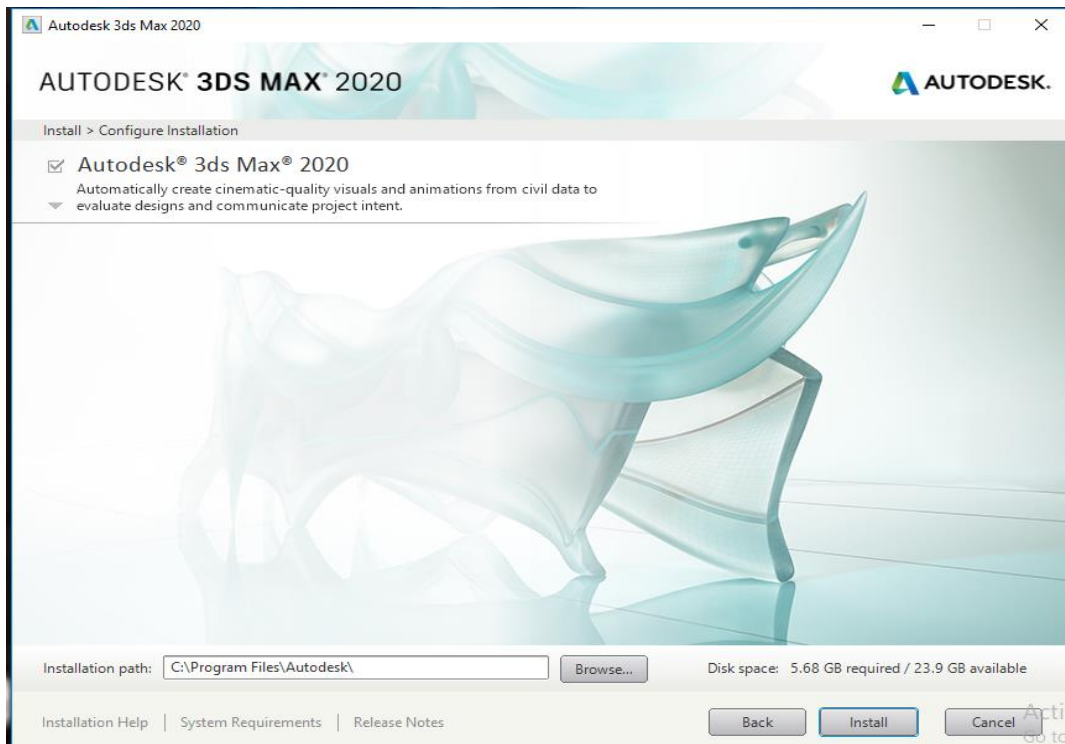 Autodesk 3ds Max 2020
AUTODESK® 3DS MAX® 2020
AUTODESK.
Install > Configure Installation
Autodesk® 3ds Max® 2020
Automatically create cinematic-quality visuals and animations from civil data to
evaluate designs and communicate project intent.
Installation path: C:\Program Files\Autodesk\ Browse... Disk space: 5.68 GB required / 23.9 GB available
Installation Help | System Requirements | Release Notes Back Install Cancel
Go to